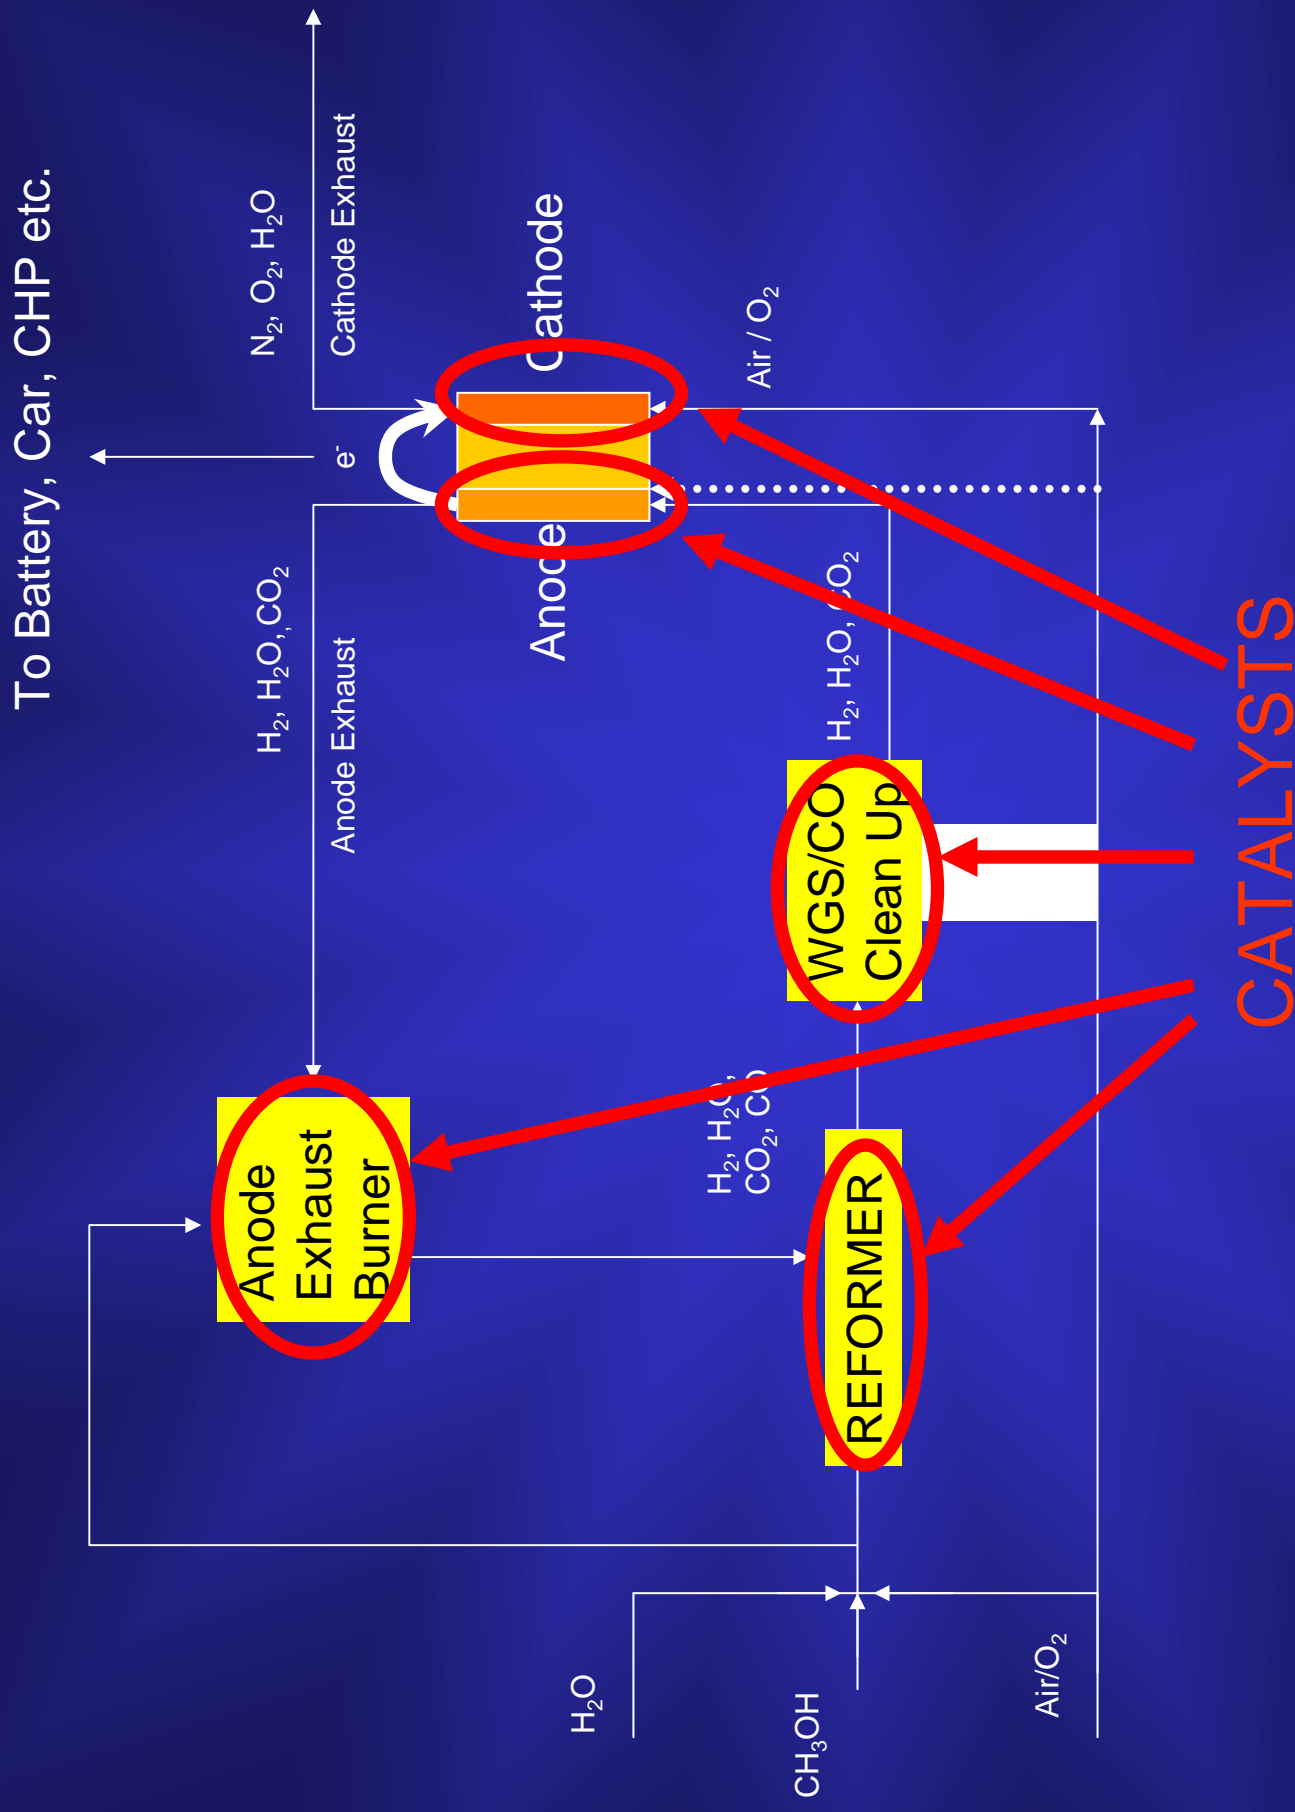 To Battery, Car, CHP etc.
N₂, O₂, H₂O
Cathode Exhaust
H₂, H₂O, CO₂
Anode Exhaust
e⁻
Anode
Exhaust
Burner
Anode
Cathode
Air / O₂
H₂, H₂O,
CO₂, CO
WGS/CO
Clean Up
H₂, H₂O, CO₂
REFORMER
H₂O
CH₃OH
Air/O₂
CATALYSTS